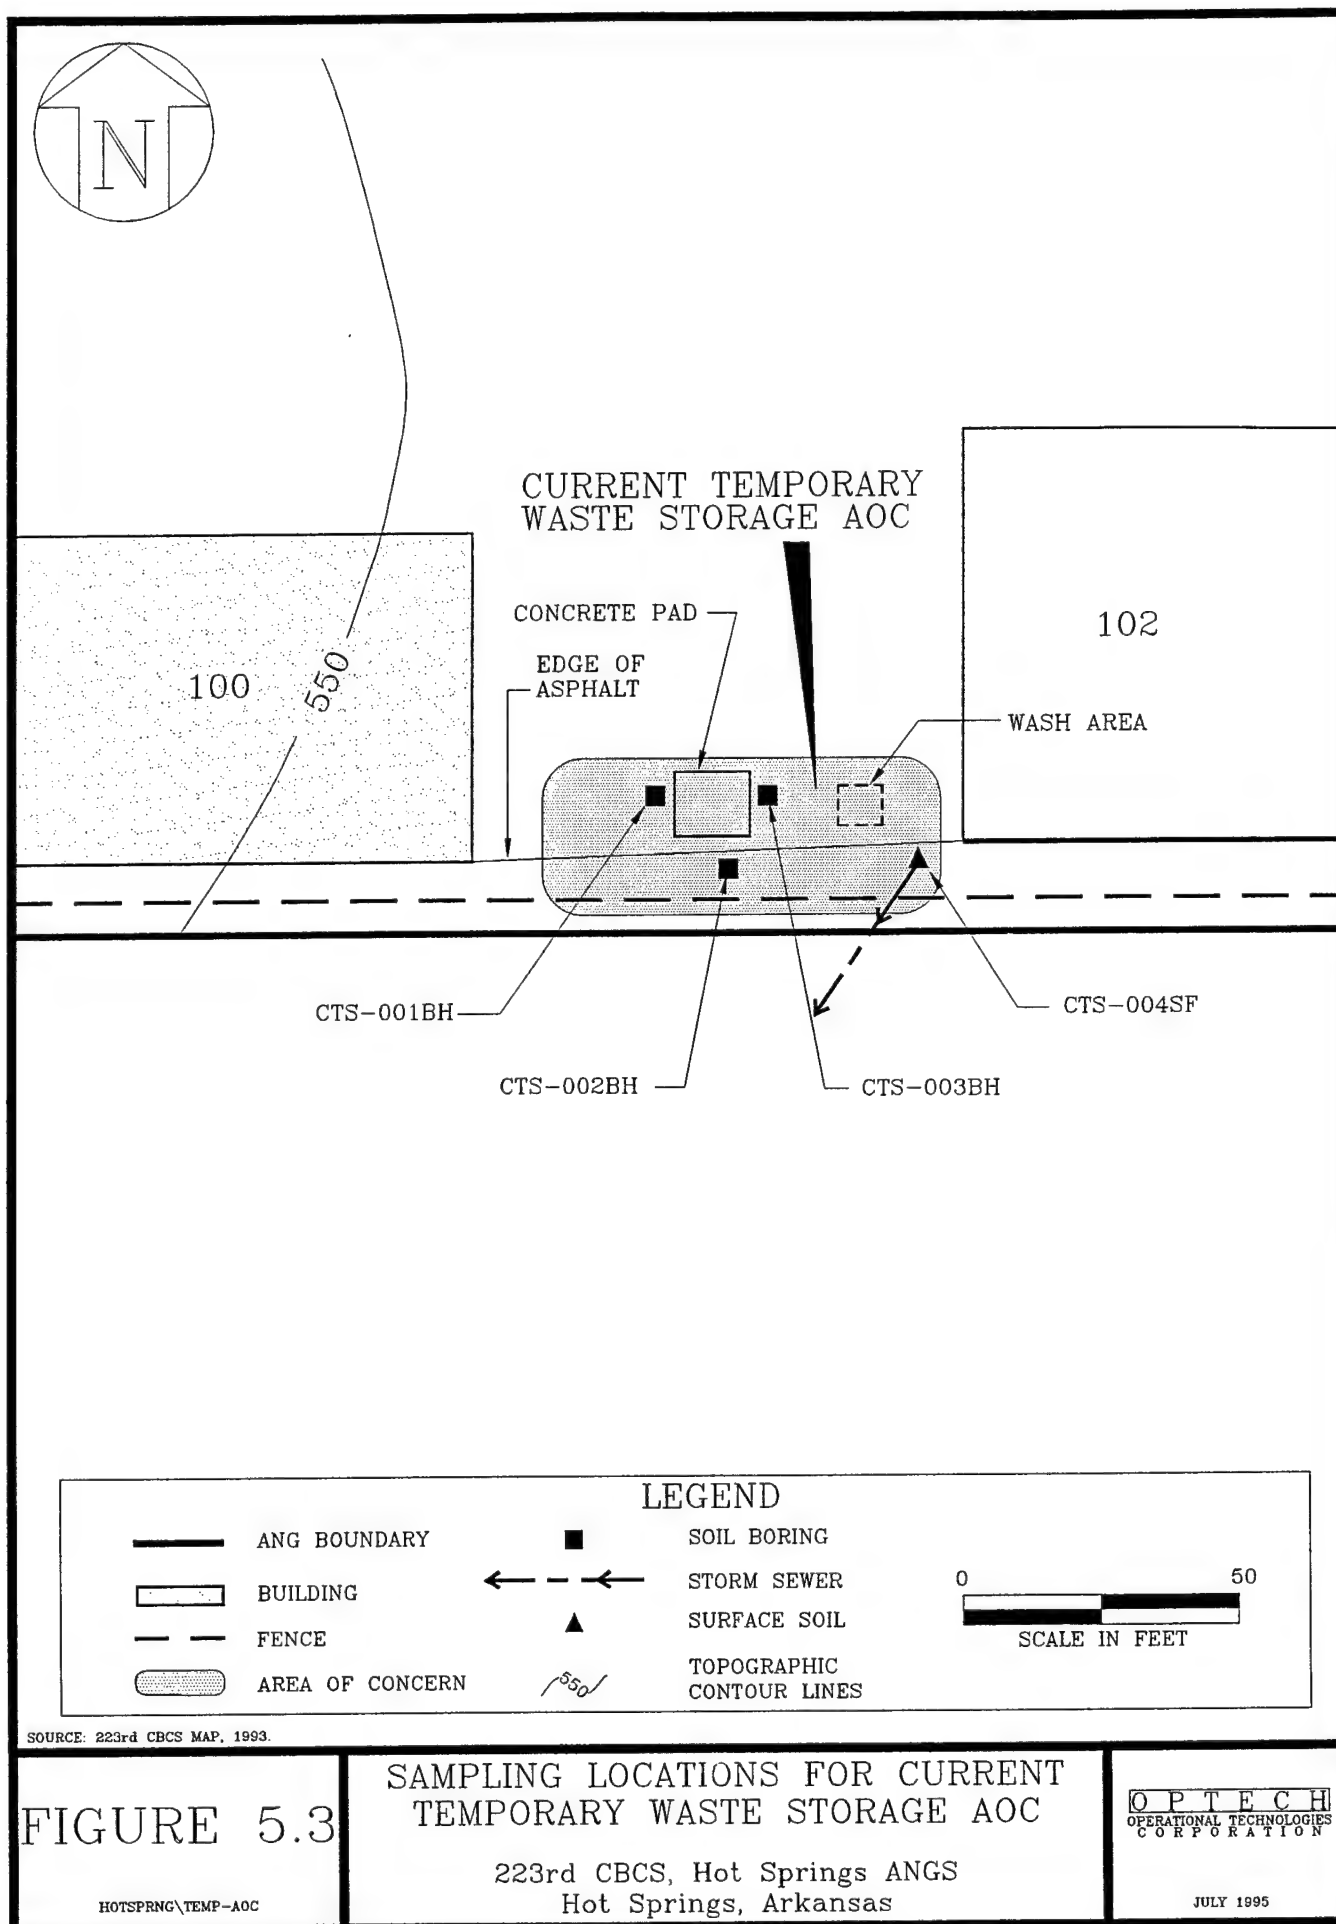 N
CURRENT TEMPORARY
WASTE STORAGE AOC
CONCRETE PAD
EDGE OF
ASPHALT
102
100
550
WASH AREA
CTS-001BH
CTS-004SF
CTS-002BH
CTS-003BH
LEGEND
ANG BOUNDARY
BUILDING
FENCE
AREA OF CONCERN
SOIL BORING
STORM SEWER
SURFACE SOIL
550
TOPOGRAPHIC
CONTOUR LINES
0 50
SCALE IN FEET
SOURCE: 223rd CBCS MAP, 1993.
FIGURE 5.3
HOTSPRNG\TEMP-AOC
SAMPLING LOCATIONS FOR CURRENT
TEMPORARY WASTE STORAGE AOC
223rd CBCS, Hot Springs ANGS
Hot Springs, Arkansas
OPTECH
OPERATIONAL TECHNOLOGIES
CORPORATION
JULY 1995